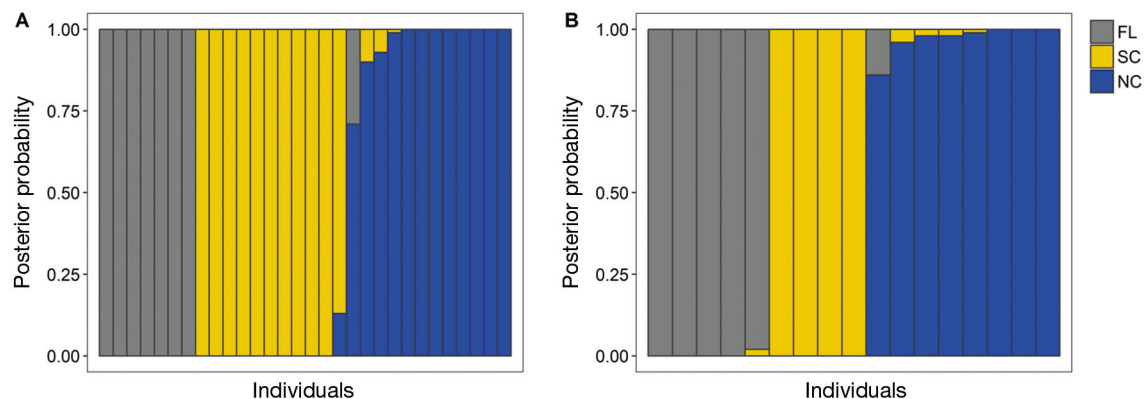 A
1.00
0.75
0.50
0.25
0.00
Posterior probability
Individuals
B
1.00
0.75
0.50
0.25
0.00
Posterior probability
Individuals
FL
SC
NC